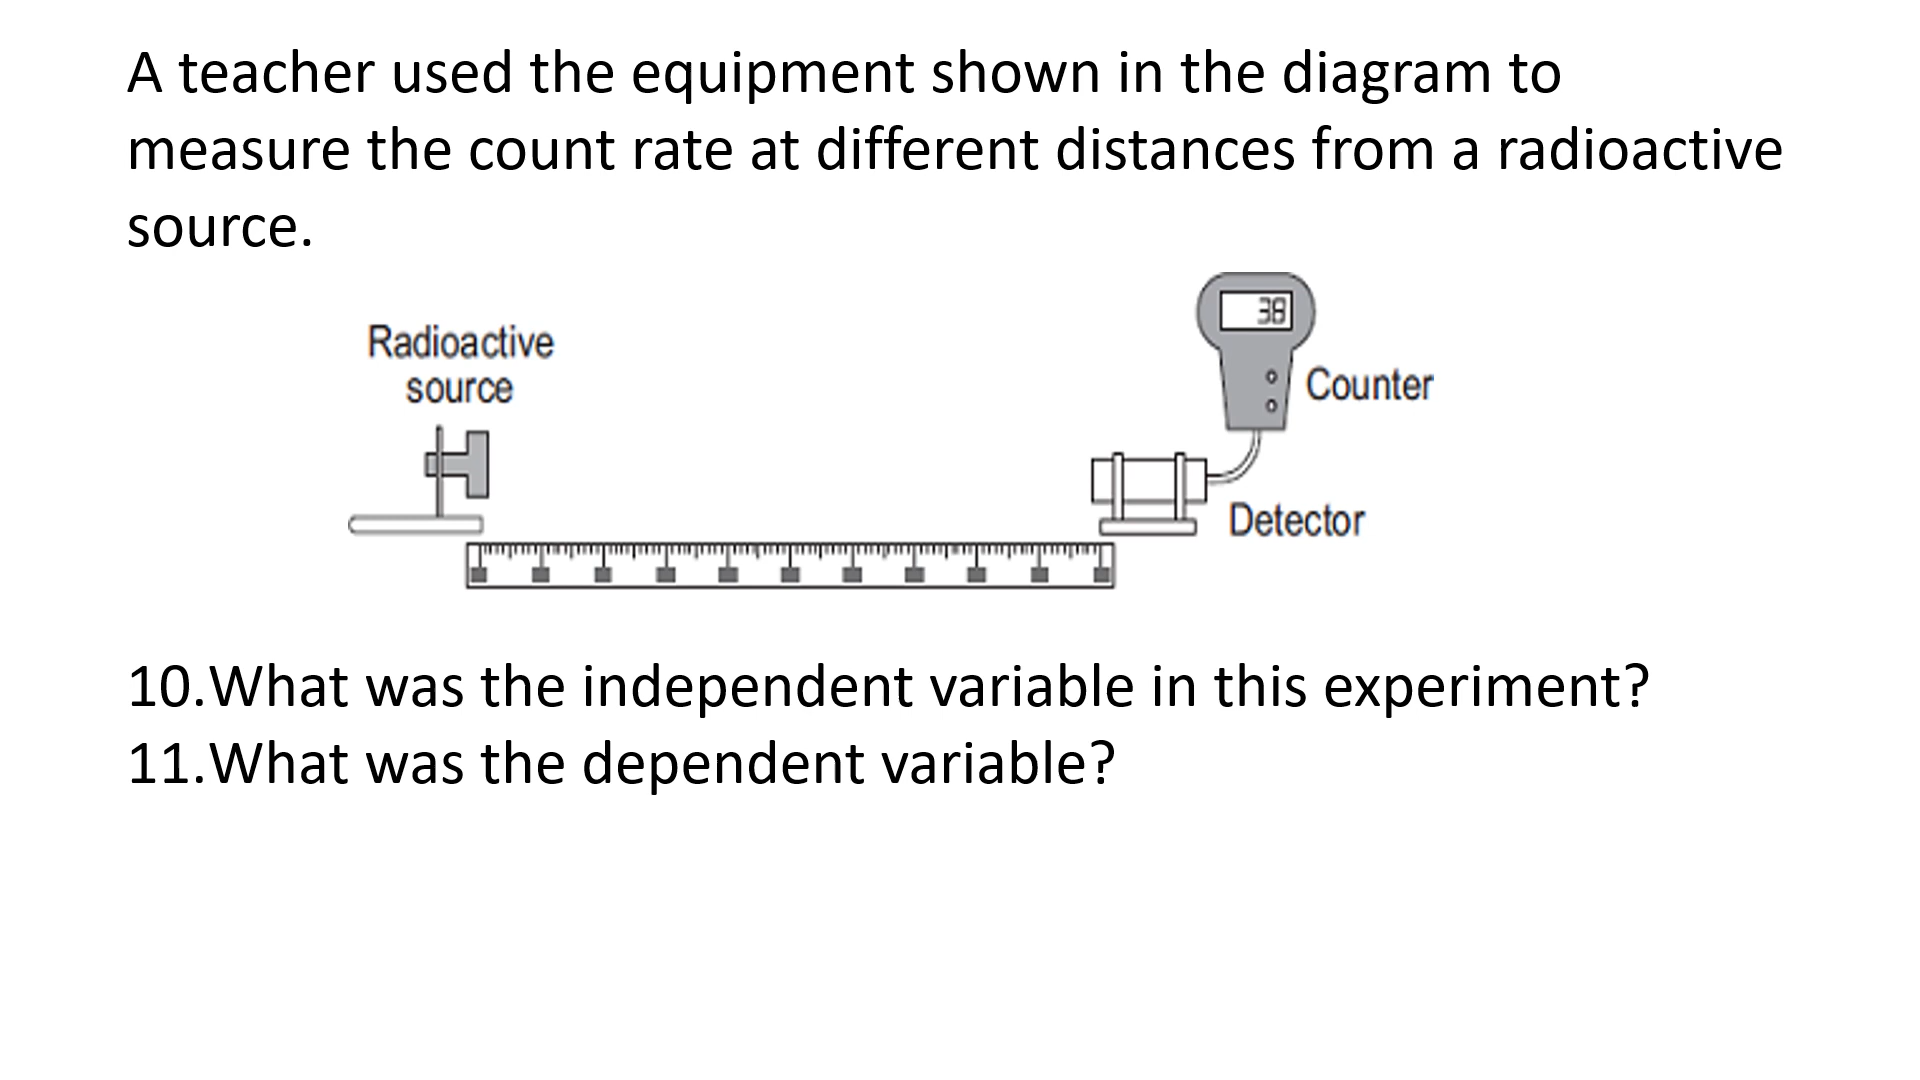 A teacher used the equipment shown in the diagram to
measure the count rate at different distances from a radioactive
source.
38
Radioactive
source
Counter
Detector
10.What was the independent variable in this experiment?
11.What was the dependent variable?